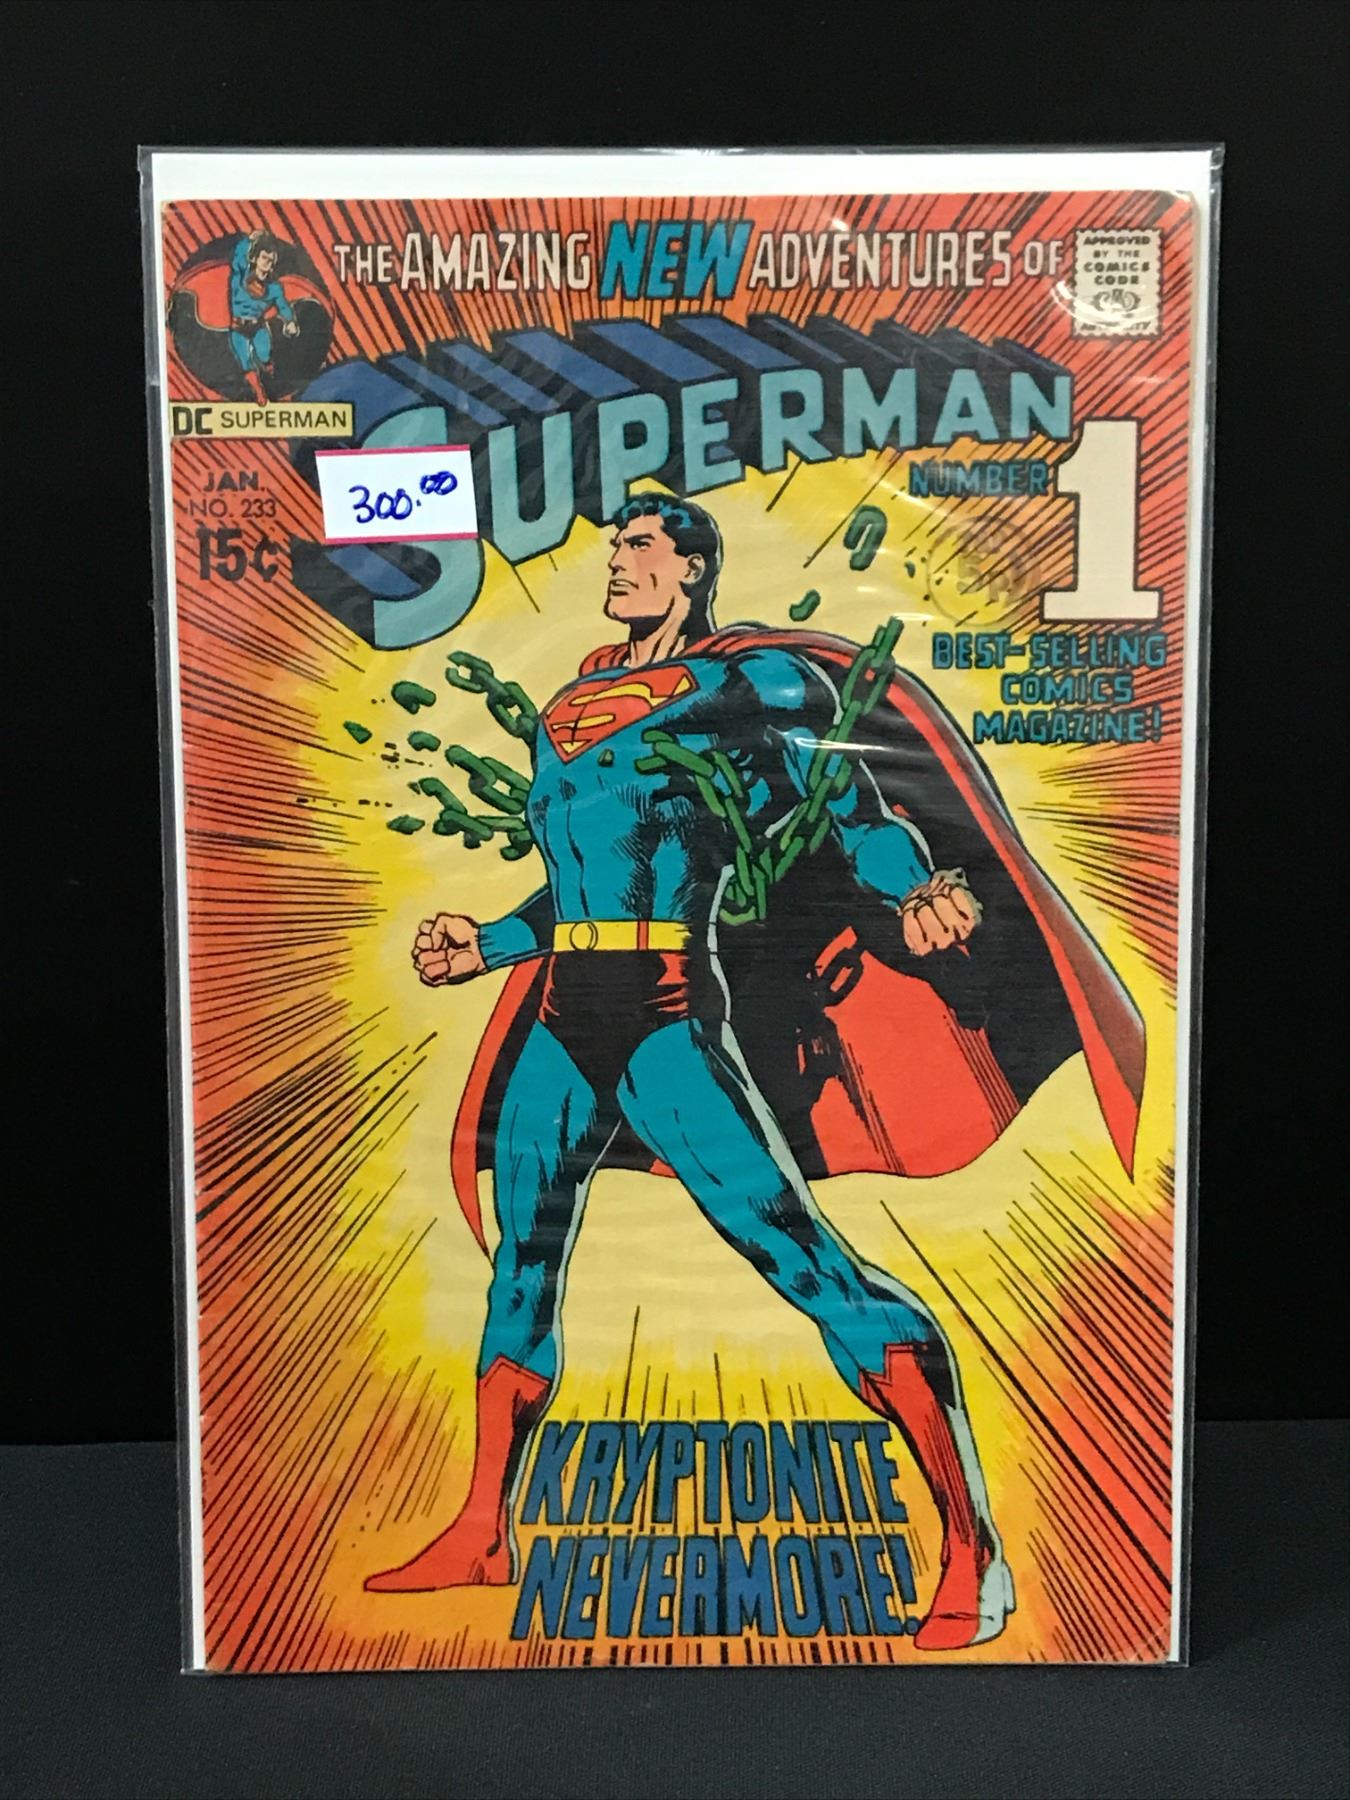 THE AMAZING NEW ADVENTURES OF
APPROVED
BY THE
COMICS
CODE
AUTHORITY
SUPERMAN
DC SUPERMAN
JAN.
NO. 233
15¢
300.00
NUMBER 1
BEST-SELLING
COMICS
MAGAZINE!
KRYPTONITE
NEVERMORE!